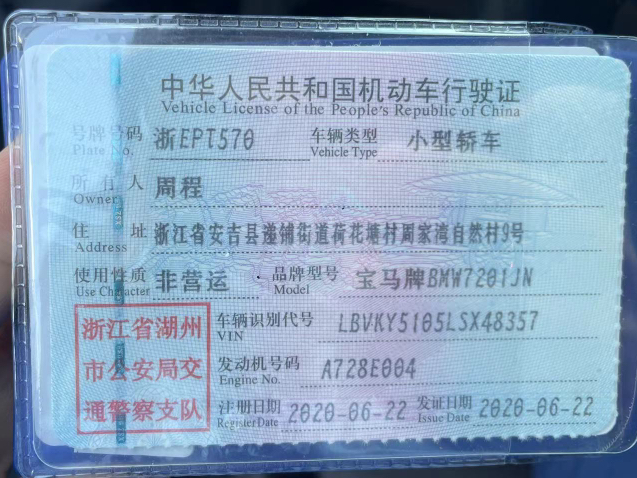 中华人民共和国机动车行驶证
Vehicle License of the People's Republic of China
号牌号码 浙EPT570 车辆类型 小型轿车
Plate No. Vehicle Type
所有人 周程
Owner
住址 浙江省安吉县递铺街道荷花塘村周家湾自然村9号
Address
使用性质 非营运 品牌型号 宝马牌BMW7201JN
Use Character Model
浙江省湖州
市公安局交
通警察支队
车辆识别代号 LBVKY5105LSX48357
VIN
发动机号码 A728E004
Engine No.
注册日期 2020-06-22 发证日期 2020-06-22
Register Date Issue Date